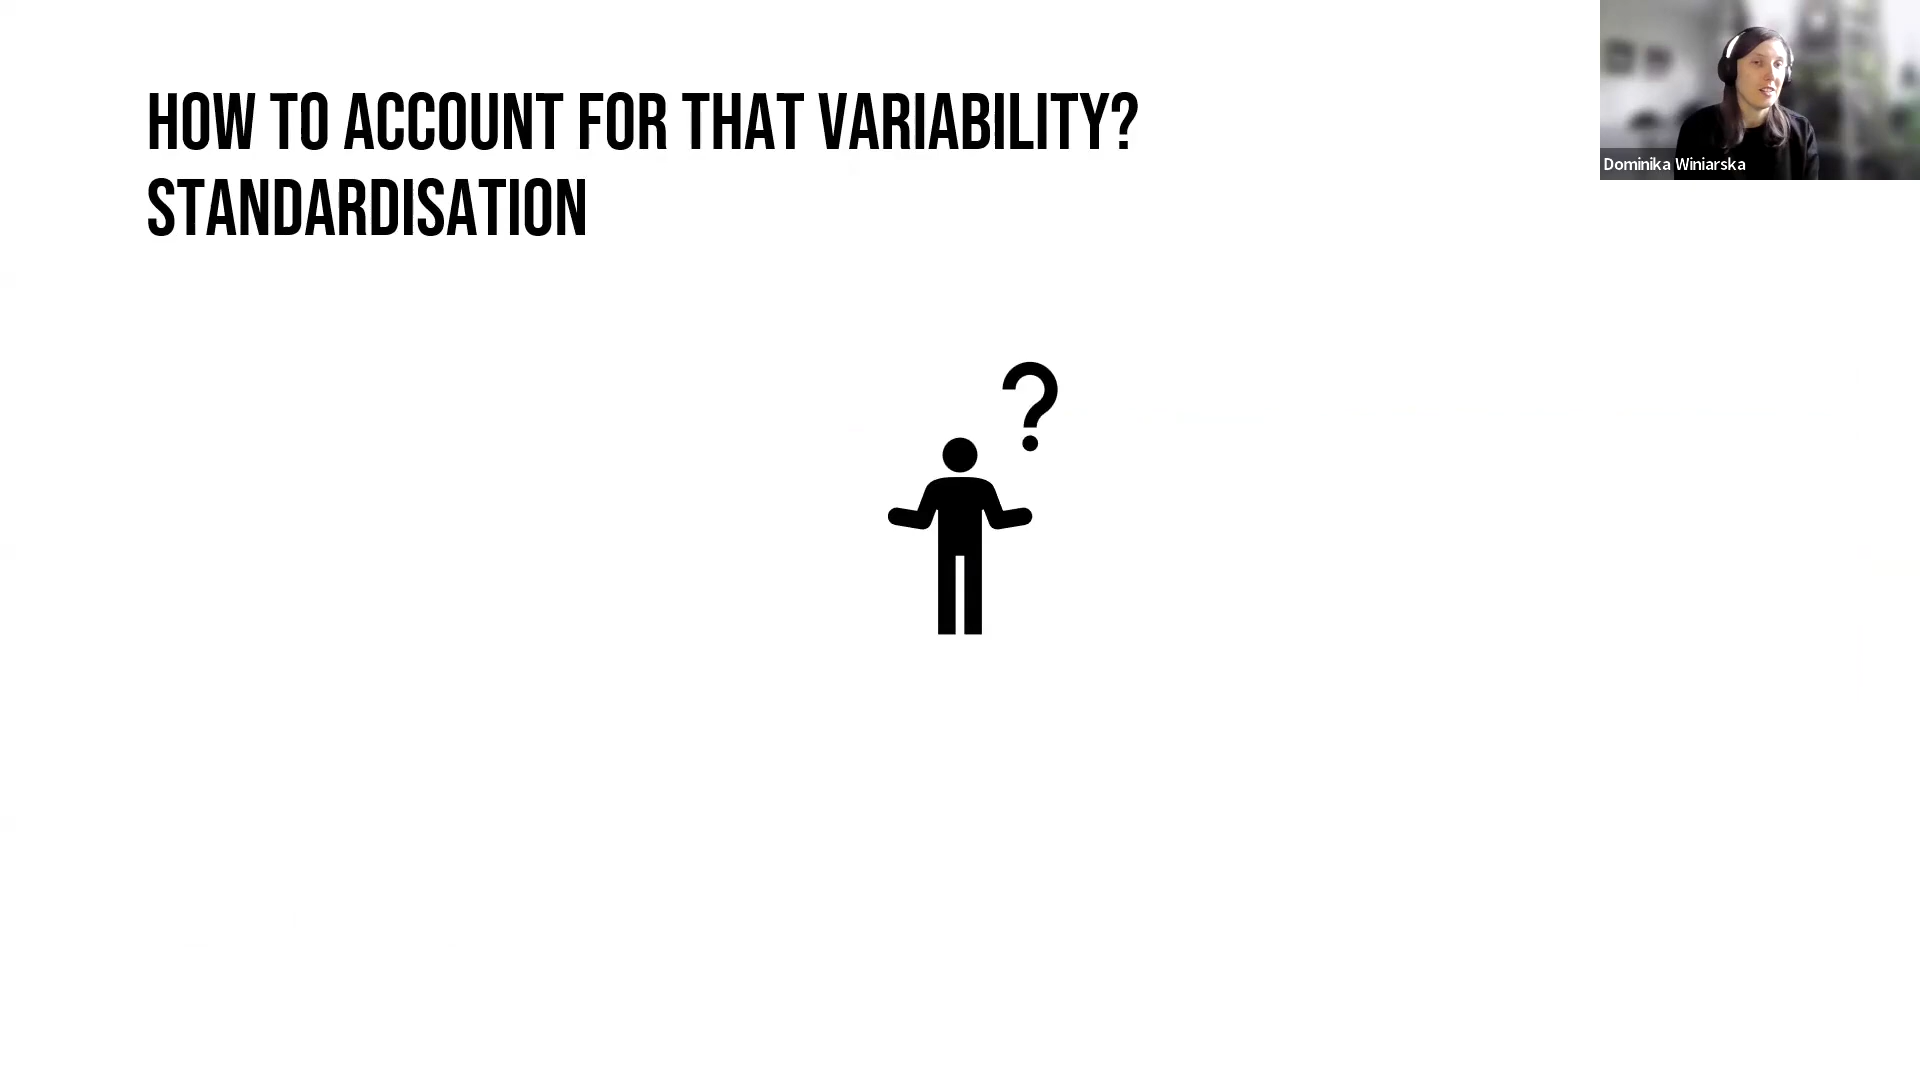 HOW TO ACCOUNT FOR THAT VARIABILITY?
STANDARDISATION
?
Dominika Winiarska